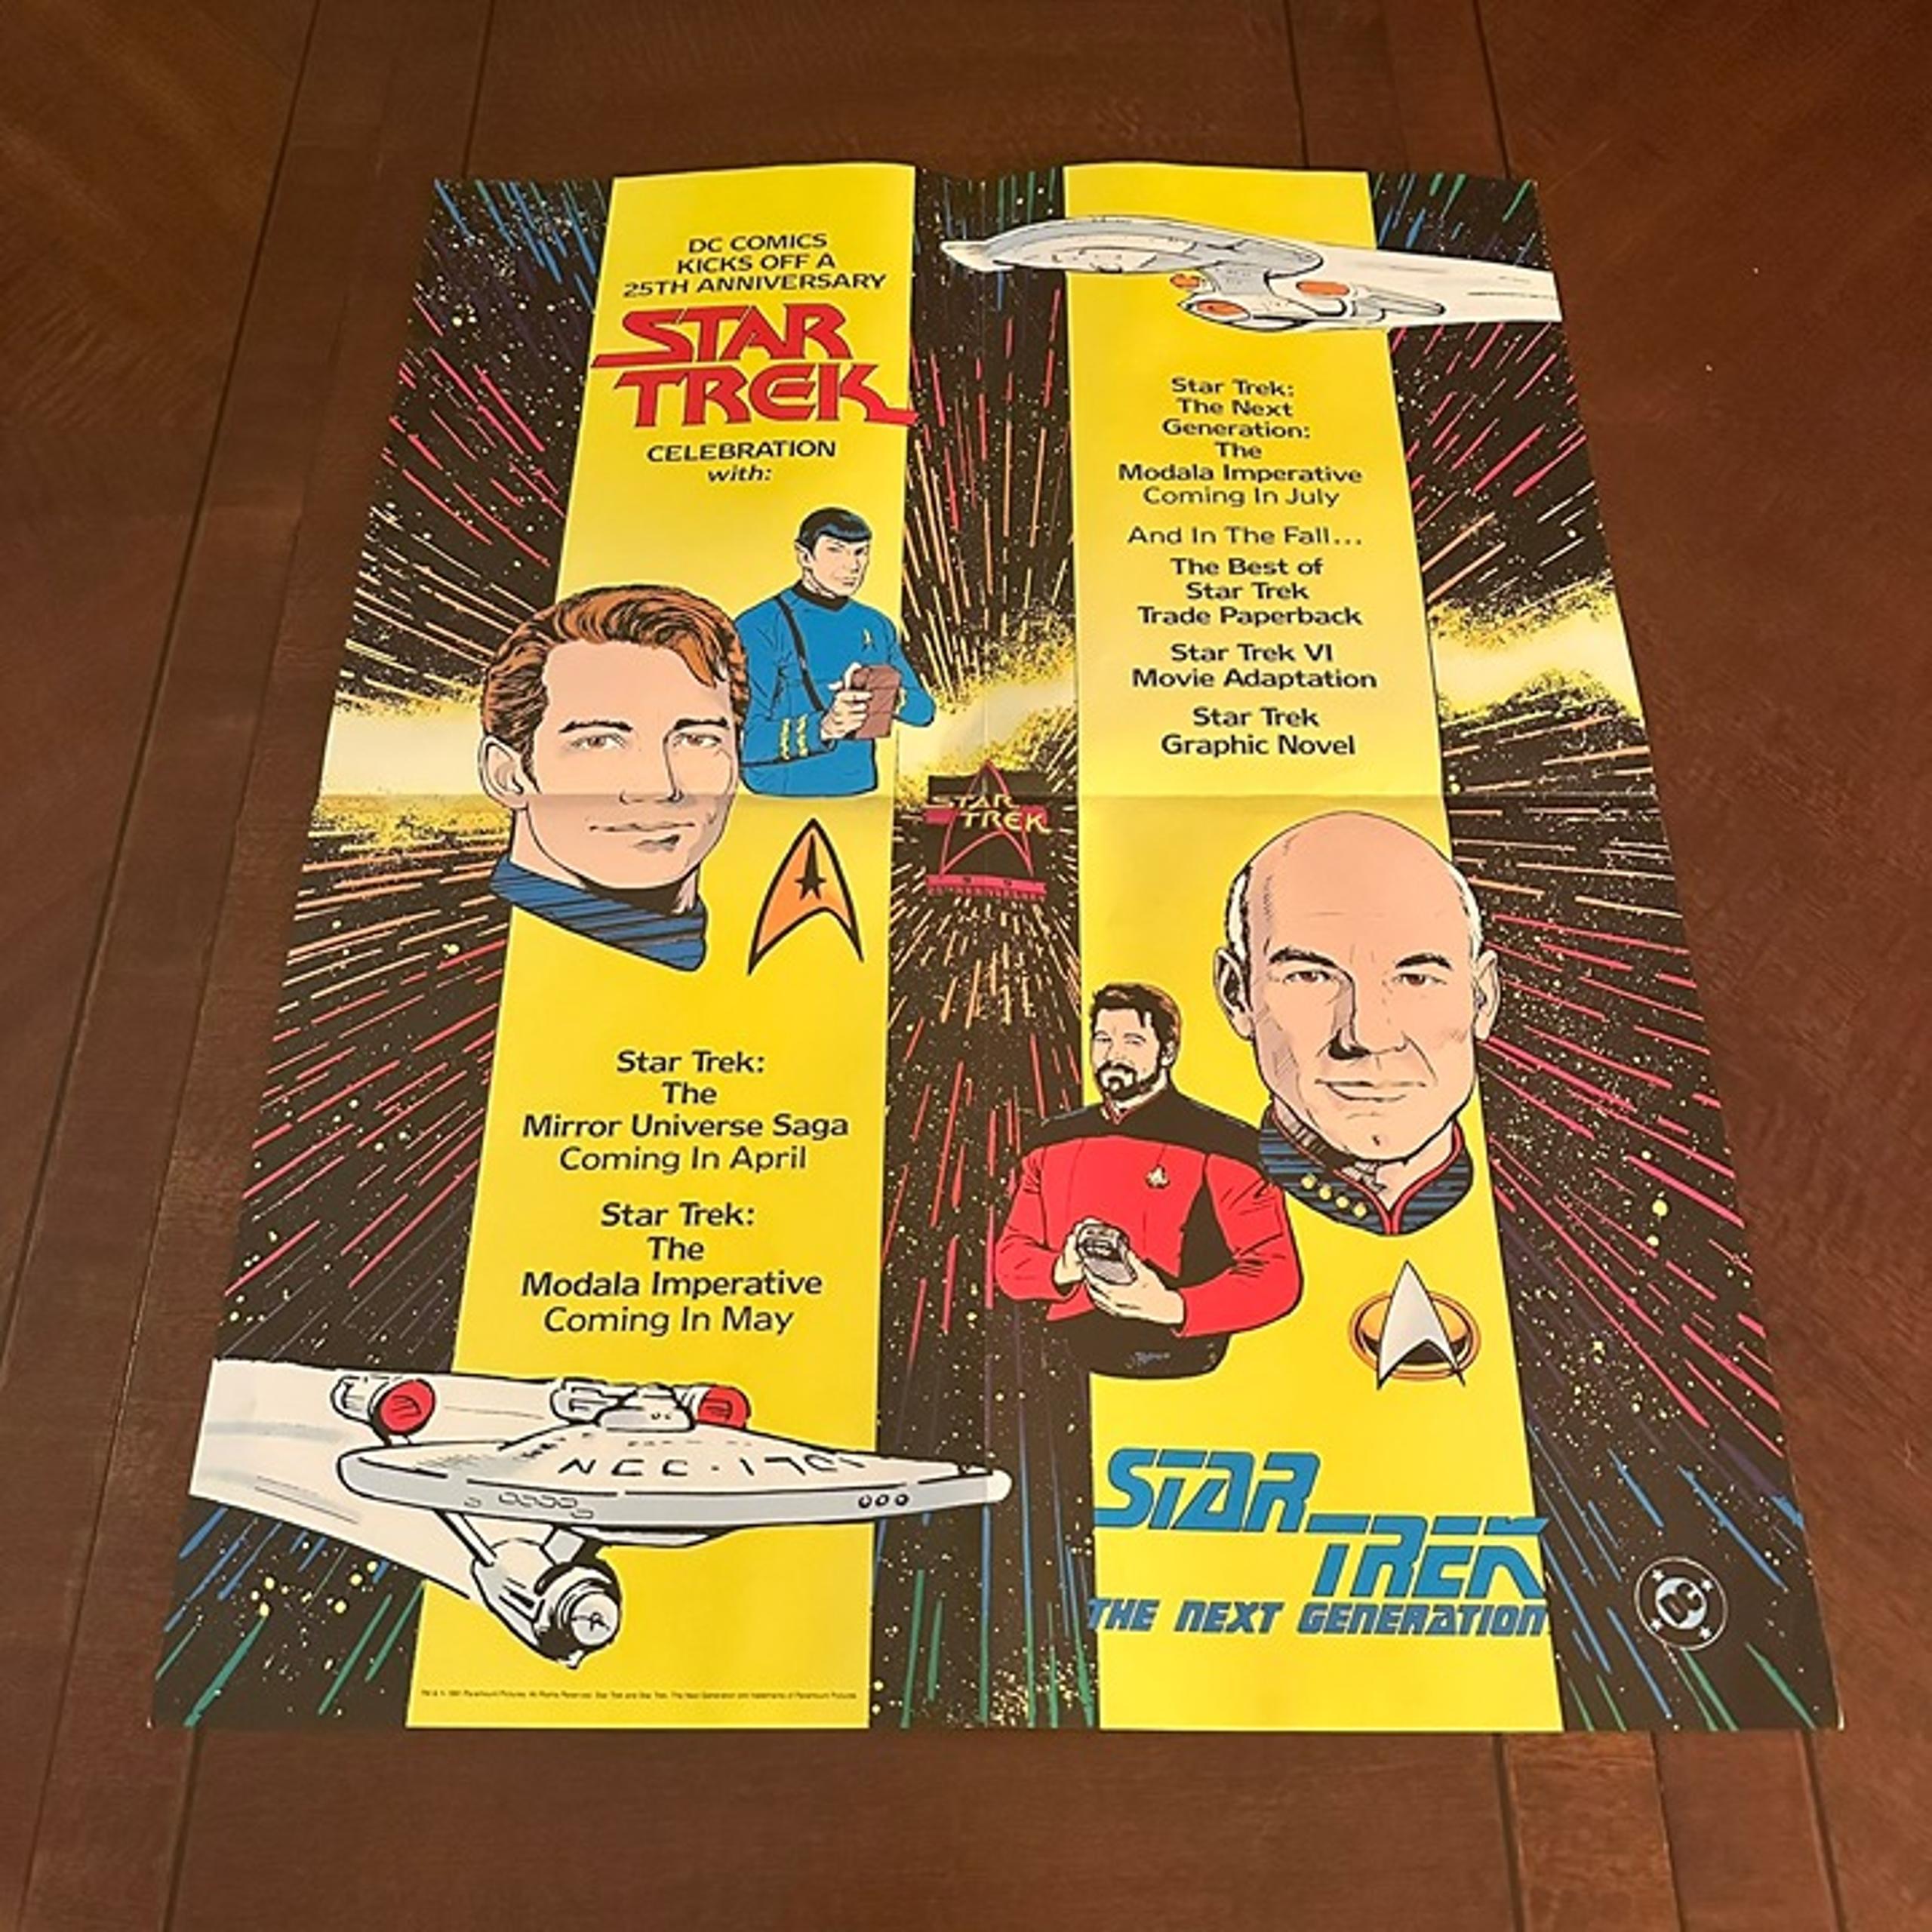 DC COMICS
KICKS OFF A
25TH ANNIVERSARY
STAR
TREK
CELEBRATION
with:
Star Trek:
The
Mirror Universe Saga
Coming In April
Star Trek:
The
Modala Imperative
Coming In May
NCC-1701
STAR
TREK
Star Trek:
The Next
Generation:
The
Modala Imperative
Coming In July
And In The Fall...
The Best of
Star Trek
Trade Paperback
Star Trek VI
Movie Adaptation
Star Trek
Graphic Novel
STAR
TREK
THE NEXT GENERATION
DC